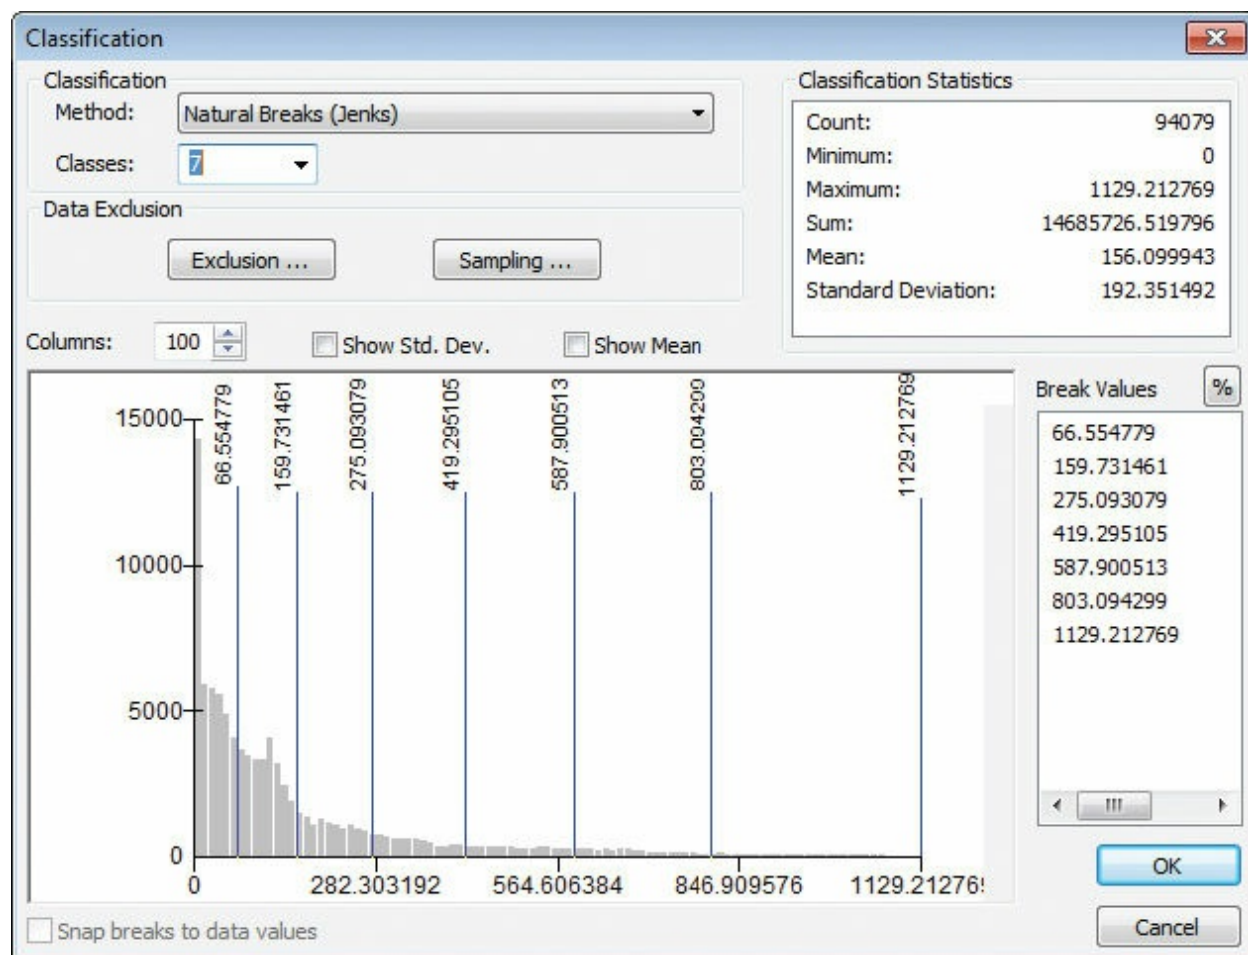 Classification
Classification
Method: Natural Breaks (Jenks)
Classes: 7
Data Exclusion
Exclusion ...
Sampling ...
Classification Statistics
Count: 94079
Minimum: 0
Maximum: 1129.212769
Sum: 14685726.519796
Mean: 156.099943
Standard Deviation: 192.351492
Columns: 100
Show Std. Dev.
Show Mean
Break Values
%
66.554779
159.731461
275.093079
419.295105
587.900513
803.094299
1129.212769
15000
10000
5000
0
66.554779
159.731461
275.093079
419.295105
587.900513
803.094299
1129.212769
0 282.303192 564.606384 846.909576 1129.21276
Snap breaks to data values
OK
Cancel